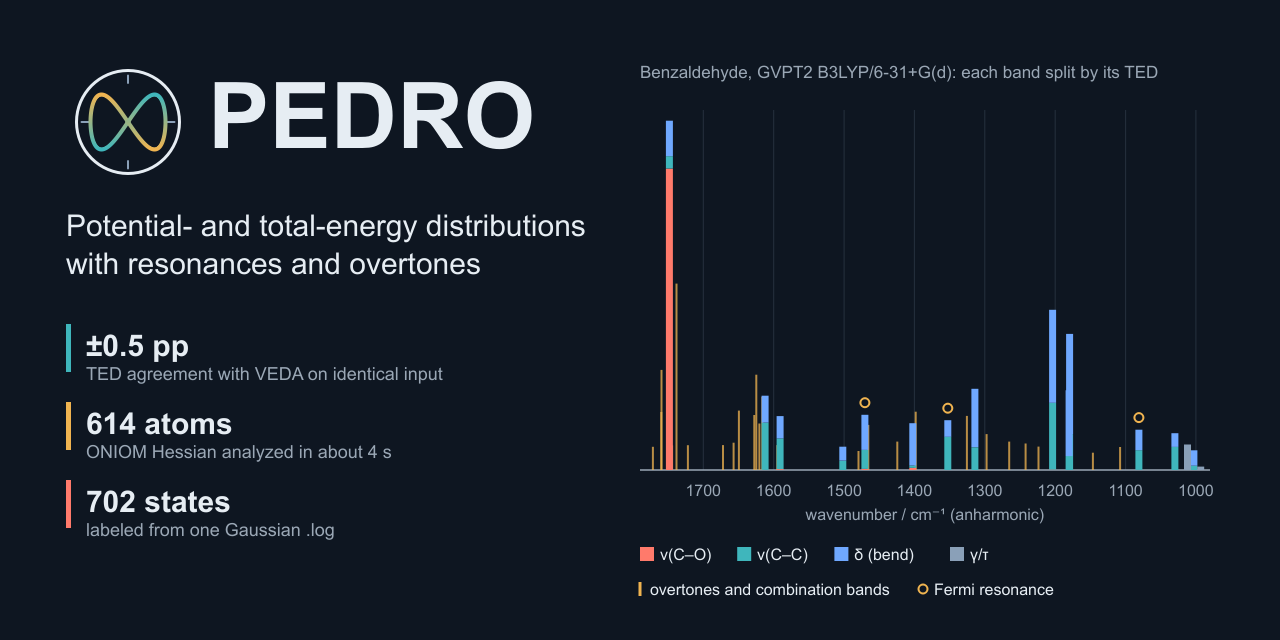 PEDRO
Potential- and total-energy distributions
with resonances and overtones
±0.5 pp
TED agreement with VEDA on identical input
614 atoms
ONIOM Hessian analyzed in about 4 s
702 states
labeled from one Gaussian .log
Benzaldehyde, GVPT2 B3LYP/6-31+G(d): each band split by its TED
1700 1600 1500 1400 1300 1200 1100 1000
wavenumber / cm⁻¹ (anharmonic)
ν(C–O) ν(C–C) δ (bend) γ/τ
overtones and combination bands Fermi resonance